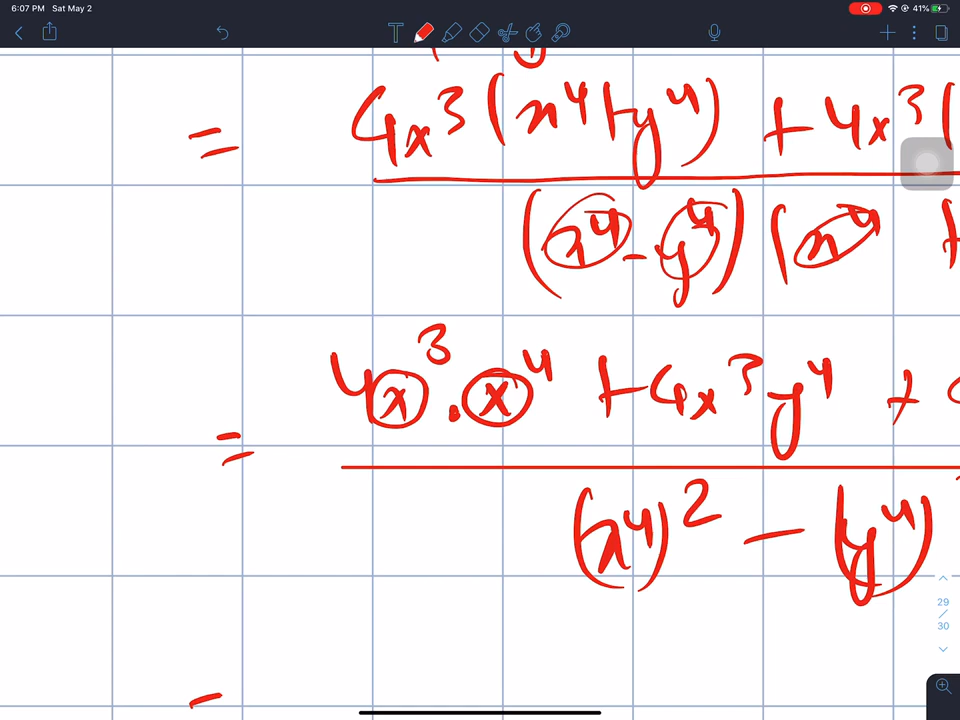 6:07 PM Sat May 2 41%
= 4x³(x⁴+y⁴) + 4x³(
(x⁴-y⁴)(x⁴ +
= 4x³.x⁴ + 4x³y⁴ +
(x⁴)² - (y⁴)
29
/
30